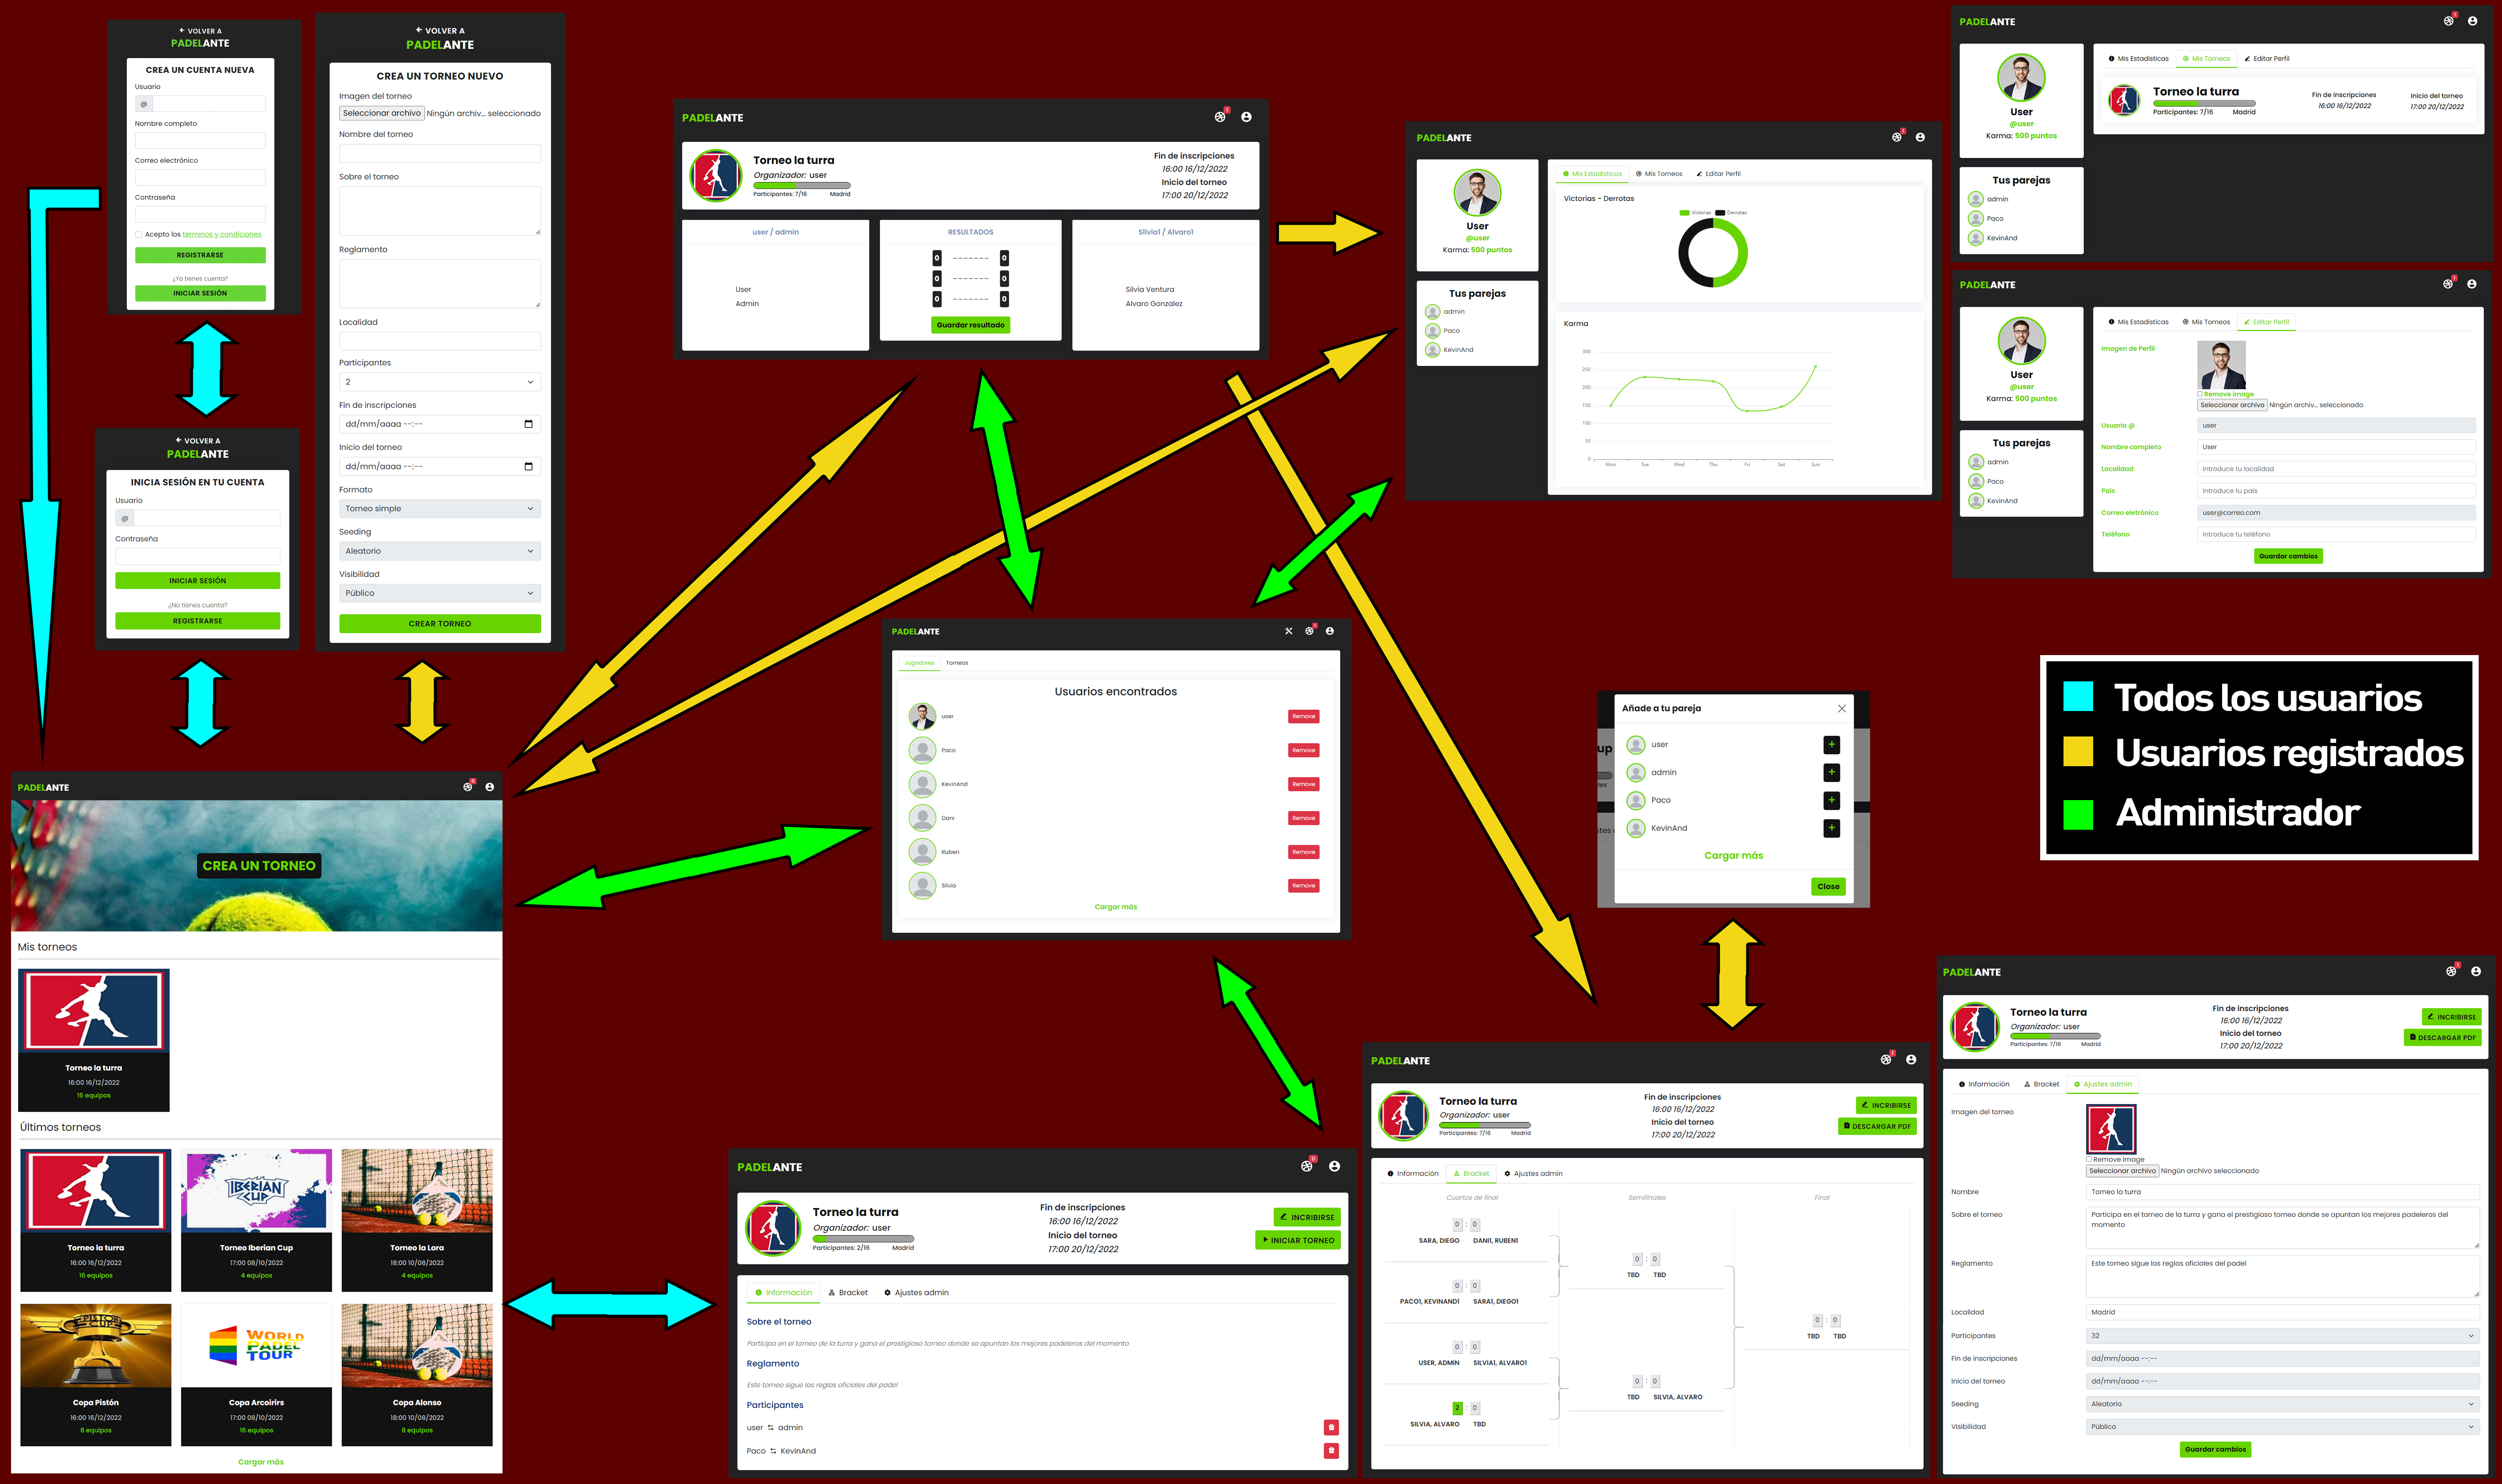 ← VOLVER A
PADELANTE
CREA UN CUENTA NUEVA
Usuario
@
Nombre completo
Correo electrónico
Contraseña
Acepto los términos y condiciones
REGISTRARSE
¿Ya tienes cuenta?
INICIAR SESIÓN
← VOLVER A
PADELANTE
INICIA SESIÓN EN TU CUENTA
Usuario
@
Contraseña
INICIAR SESIÓN
¿No tienes cuenta?
REGISTRARSE
← VOLVER A
PADELANTE
CREA UN TORNEO NUEVO
Imagen del torneo
Seleccionar archivo Ningún archiv... seleccionado
Nombre del torneo
Sobre el torneo
Reglamento
Localidad
Participantes
2
Fin de inscripciones
dd/mm/aaaa --:--
Inicio del torneo
dd/mm/aaaa --:--
Formato
Torneo simple
Seeding
Aleatorio
Visibilidad
Público
CREAR TORNEO
PADELANTE
1
Torneo la turra
Organizador: user
Participantes: 7/16 Madrid
Fin de inscripciones
16:00 16/12/2022
Inicio del torneo
17:00 20/12/2022
user / admin
User
Admin
RESULTADOS
0 ------- 0
0 ------- 0
0 ------- 0
Guardar resultado
Silvia1 / Alvaro1
Silvia Ventura
Alvaro Gonzalez
PADELANTE
1
User
@user
Karma: 500 puntos
Tus parejas
admin
Paco
KevinAnd
Mis Estadisticas Mis Torneos Editar Perfil
Victorias - Derrotas
Victorias Derrotas
Karma
300
250
200
150
100
50
0
Mon Tue Wed Thu Fri Sat Sun
PADELANTE
1
User
@user
Karma: 500 puntos
Tus parejas
admin
Paco
KevinAnd
Mis Estadisticas Mis Torneos Editar Perfil
Torneo la turra
Participantes: 7/16 Madrid
Fin de inscripciones
16:00 16/12/2022
Inicio del torneo
17:00 20/12/2022
PADELANTE
1
User
@user
Karma: 500 puntos
Tus parejas
admin
Paco
KevinAnd
Mis Estadisticas Mis Torneos Editar Perfil
Imagen de Perfil
Remove image
Seleccionar archivo Ningún archiv... seleccionado
Usuario @ user
Nombre completo User
Localidad Introduce tu localidad
País Introduce tu país
Correo eletrónico user@correo.com
Teléfono Introduce tu teléfono
Guardar cambios
PADELANTE
Jugadores Torneos
Usuarios encontrados
user Remove
Paco Remove
KevinAnd Remove
Dani Remove
Ruben Remove
Silvia Remove
Cargar más
up
Añade a tu pareja
user +
admin +
Paco +
KevinAnd +
Cargar más
Close
Todos los usuarios
Usuarios registrados
Administrador
PADELANTE
0
CREA UN TORNEO
Mis torneos
Torneo la turra
16:00 16/12/2022
16 equipos
Últimos torneos
Torneo la turra
16:00 16/12/2022
16 equipos
IBERIAN
CUP
Torneo Iberian Cup
17:00 08/10/2022
4 equipos
Torneo la Lora
18:00 10/08/2022
4 equipos
PISTON
CUP
Copa Pistón
16:00 16/12/2022
8 equipos
WORLD
PADEL
TOUR
Copa Arcoirirs
17:00 08/10/2022
16 equipos
Copa Alonso
18:00 10/08/2022
8 equipos
Cargar más
PADELANTE
0
Torneo la turra
Organizador: user
Participantes: 2/16 Madrid
Fin de inscripciones
16:00 16/12/2022
Inicio del torneo
17:00 20/12/2022
INCRIBIRSE
INICIAR TORNEO
Información Bracket Ajustes admin
Sobre el torneo
Participa en el torneo de la turra y gana el prestigioso torneo donde se apuntan los mejores padeleros del momento
Reglamento
Este torneo sigue las reglas oficiales del padel
Participantes
user ⇆ admin
Paco ⇆ KevinAnd
PADELANTE
1
Torneo la turra
Organizador: user
Participantes: 7/16 Madrid
Fin de inscripciones
16:00 16/12/2022
Inicio del torneo
17:00 20/12/2022
INCRIBIRSE
DESCARGAR PDF
Información Bracket Ajustes admin
Cuartos de final Semifinales Final
0 : 0
SARA, DIEGO DANI1, RUBEN1
0 : 0
TBD TBD
0 : 0
PACO1, KEVINAND1 SARA1, DIEGO1
0 : 0
TBD TBD
0 : 0
USER, ADMIN SILVIA1, ALVARO1
0 : 0
TBD SILVIA, ALVARO
2 : 0
SILVIA, ALVARO TBD
PADELANTE
1
Torneo la turra
Organizador: user
Participantes: 7/16 Madrid
Fin de inscripciones
16:00 16/12/2022
Inicio del torneo
17:00 20/12/2022
INCRIBIRSE
DESCARGAR PDF
Información Bracket Ajustes admin
Imagen del torneo
Remove image
Seleccionar archivo Ningún archivo seleccionado
Nombre Torneo la turra
Sobre el torneo Participa en el torneo de la turra y gana el prestigioso torneo donde se apuntan los mejores padeleros del
momento
Reglamento Este torneo sigue las reglas oficiales del padel
Localidad Madrid
Participantes 32
Fin de inscripciones dd/mm/aaaa --:--
Inicio del torneo dd/mm/aaaa --:--
Seeding Aleatorio
Visibilidad Público
Guardar cambios